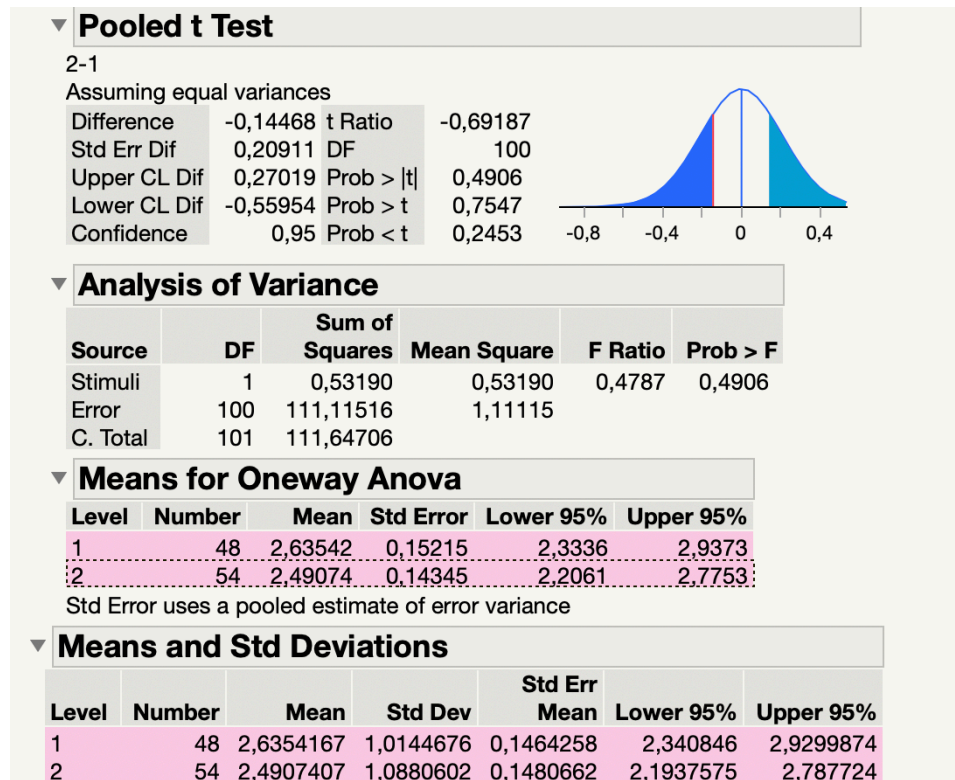 Pooled t Test
2-1
Assuming equal variances
Difference -0,14468 t Ratio -0,69187
Std Err Dif 0,20911 DF 100
Upper CL Dif 0,27019 Prob > |t| 0,4906
Lower CL Dif -0,55954 Prob > t 0,7547
Confidence 0,95 Prob < t 0,2453
-0,8 -0,4 0 0,4
Analysis of Variance
Sum of
Source DF Squares Mean Square F Ratio Prob > F
Stimuli 1 0,53190 0,53190 0,4787 0,4906
Error 100 111,11516 1,11115
C. Total 101 111,64706
Means for Oneway Anova
Level Number Mean Std Error Lower 95% Upper 95%
1 48 2,63542 0,15215 2,3336 2,9373
2 54 2,49074 0,14345 2,2061 2,7753
Std Error uses a pooled estimate of error variance
Means and Std Deviations
Std Err
Level Number Mean Std Dev Mean Lower 95% Upper 95%
1 48 2,6354167 1,0144676 0,1464258 2,340846 2,9299874
2 54 2,4907407 1,0880602 0,1480662 2,1937575 2,787724